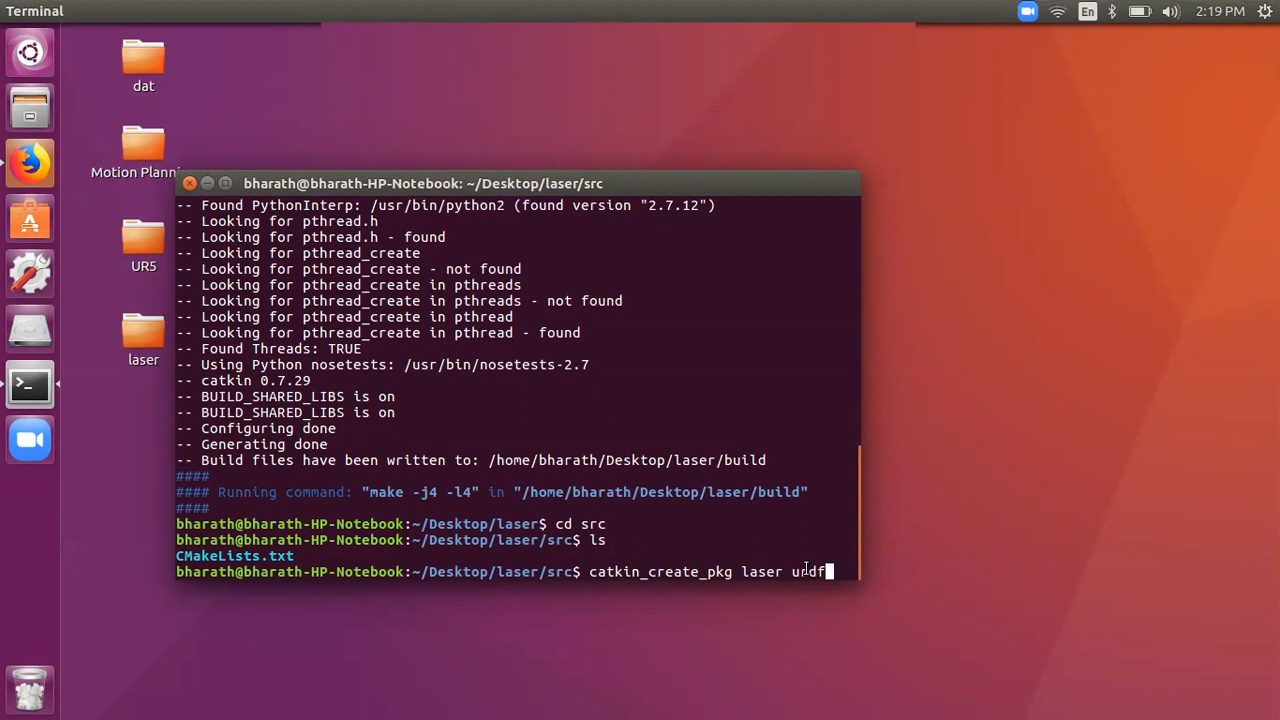 Terminal
En
2:19 PM
dat
Motion Planni
UR5
laser
bharath@bharath-HP-Notebook: ~/Desktop/laser/src
-- Found PythonInterp: /usr/bin/python2 (found version "2.7.12")
-- Looking for pthread.h
-- Looking for pthread.h - found
-- Looking for pthread_create
-- Looking for pthread_create - not found
-- Looking for pthread_create in pthreads
-- Looking for pthread_create in pthreads - not found
-- Looking for pthread_create in pthread
-- Looking for pthread_create in pthread - found
-- Found Threads: TRUE
-- Using Python nosetests: /usr/bin/nosetests-2.7
-- catkin 0.7.29
-- BUILD_SHARED_LIBS is on
-- BUILD_SHARED_LIBS is on
-- Configuring done
-- Generating done
-- Build files have been written to: /home/bharath/Desktop/laser/build
####
#### Running command: "make -j4 -l4" in "/home/bharath/Desktop/laser/build"
####
bharath@bharath-HP-Notebook:~/Desktop/laser$ cd src
bharath@bharath-HP-Notebook:~/Desktop/laser/src$ ls
CMakeLists.txt
bharath@bharath-HP-Notebook:~/Desktop/laser/src$ catkin_create_pkg laser urdf